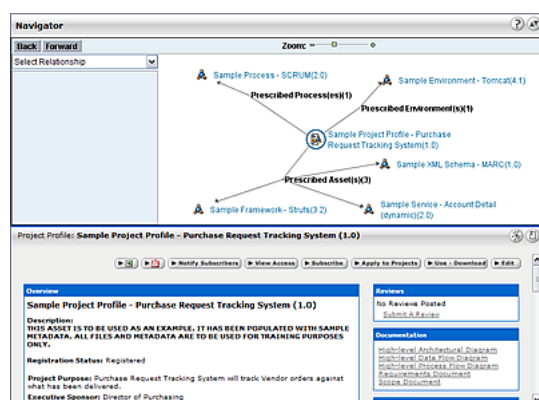 Navigator
Back Forward
Zoom:
Select Relationship
Sample Process - SCRUM(2.0)
Sample Environment - Tomcat(4.1)
Prescribed Process(es)(1)
Prescribed Environment(s)(1)
Sample Project Profile - Purchase
Request Tracking System(1.0)
Sample XML Schema - MARC(1.0)
Prescribed Asset(s)(3)
Sample Framework - Struts(3.2)
Sample Service - Account Detail
(dynamic)(2.0)
Project Profile: Sample Project Profile - Purchase Request Tracking System (1.0)
Notify Subscribers View Access Subscribe Apply to Projects Use - Download Edit
Overview
Sample Project Profile - Purchase Request Tracking System (1.0)
Description:
THIS ASSET IS TO BE USED AS AN EXAMPLE. IT HAS BEEN POPULATED WITH SAMPLE
METADATA. ALL FILES AND METADATA ARE TO BE USED FOR TRAINING PURPOSES
ONLY.
Registration Status: Registered
Project Purpose: Purchase Request Tracking System will track Vendor orders against
what has been delivered.
Executive Sponsor: Director of Purchasing
Reviews
No Reviews Posted
Submit A Review
Documentation
High-level Architectural Diagram
High-level Data Flow Diagram
High-level Process Flow Diagram
Requirements Document
Scope Document